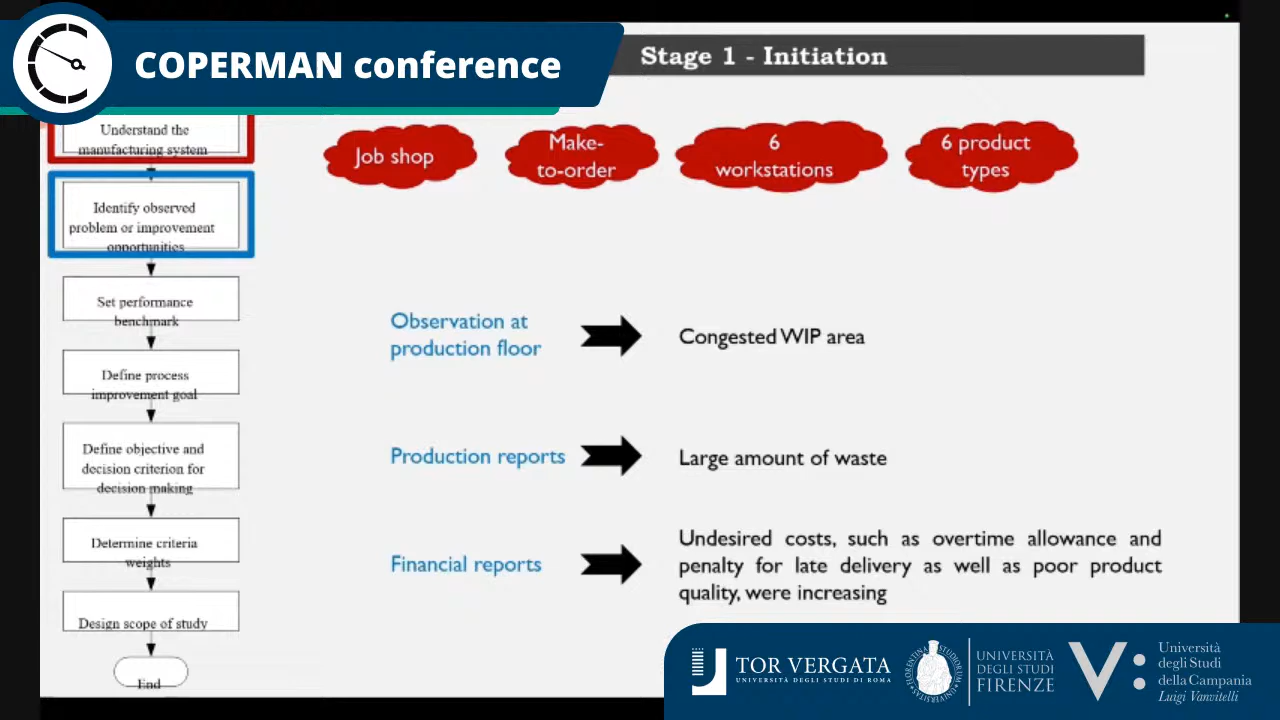 COPERMAN conference
Stage 1 - Initiation
Understand the
manufacturing system
Identify observed
problem or improvement
opportunities
Set performance
benchmark
Define process
improvement goal
Define objective and
decision criterion for
decision making
Determine criteria
weights
Design scope of study
End
Job shop
Make-
to-order
6
workstations
6 product
types
Observation at
production floor
Congested WIP area
Production reports
Large amount of waste
Financial reports
Undesired costs, such as overtime allowance and
penalty for late delivery as well as poor product
quality, were increasing
TOR VERGATA
UNIVERSITÀ DEGLI STUDI DI ROMA
FLORENTINA STUDIORUM UNIVERSITAS
UNIVERSITÀ
DEGLI STUDI
FIRENZE
V:
Università
degli Studi
della Campania
Luigi Vanvitelli